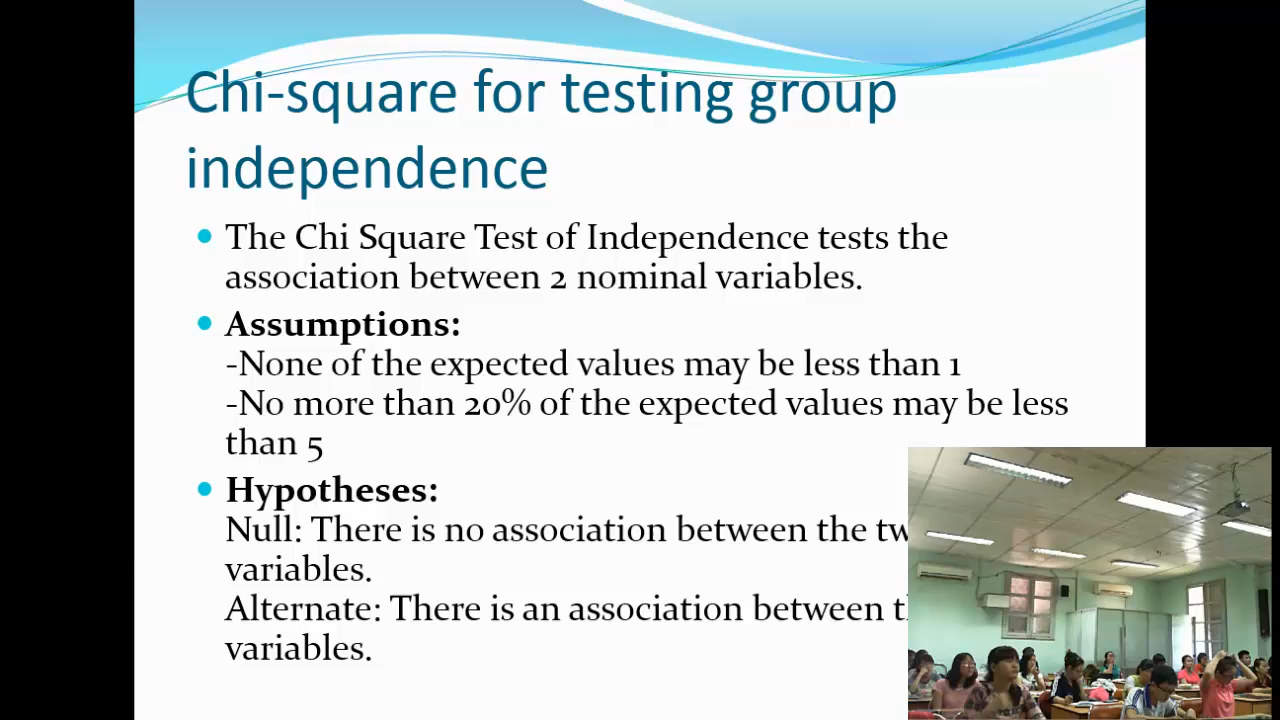 Chi-square for testing group
independence
The Chi Square Test of Independence tests the
association between 2 nominal variables.
Assumptions:
-None of the expected values may be less than 1
-No more than 20% of the expected values may be less
than 5
Hypotheses:
Null: There is no association between the
variables.
Alternate: There is an association between
variables.